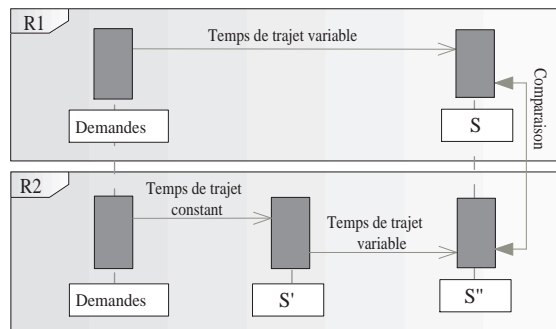 R1
Temps de trajet variable
Demandes
S
Comparaison
R2
Temps de trajet
constant
Temps de trajet
variable
Demandes
S'
S"